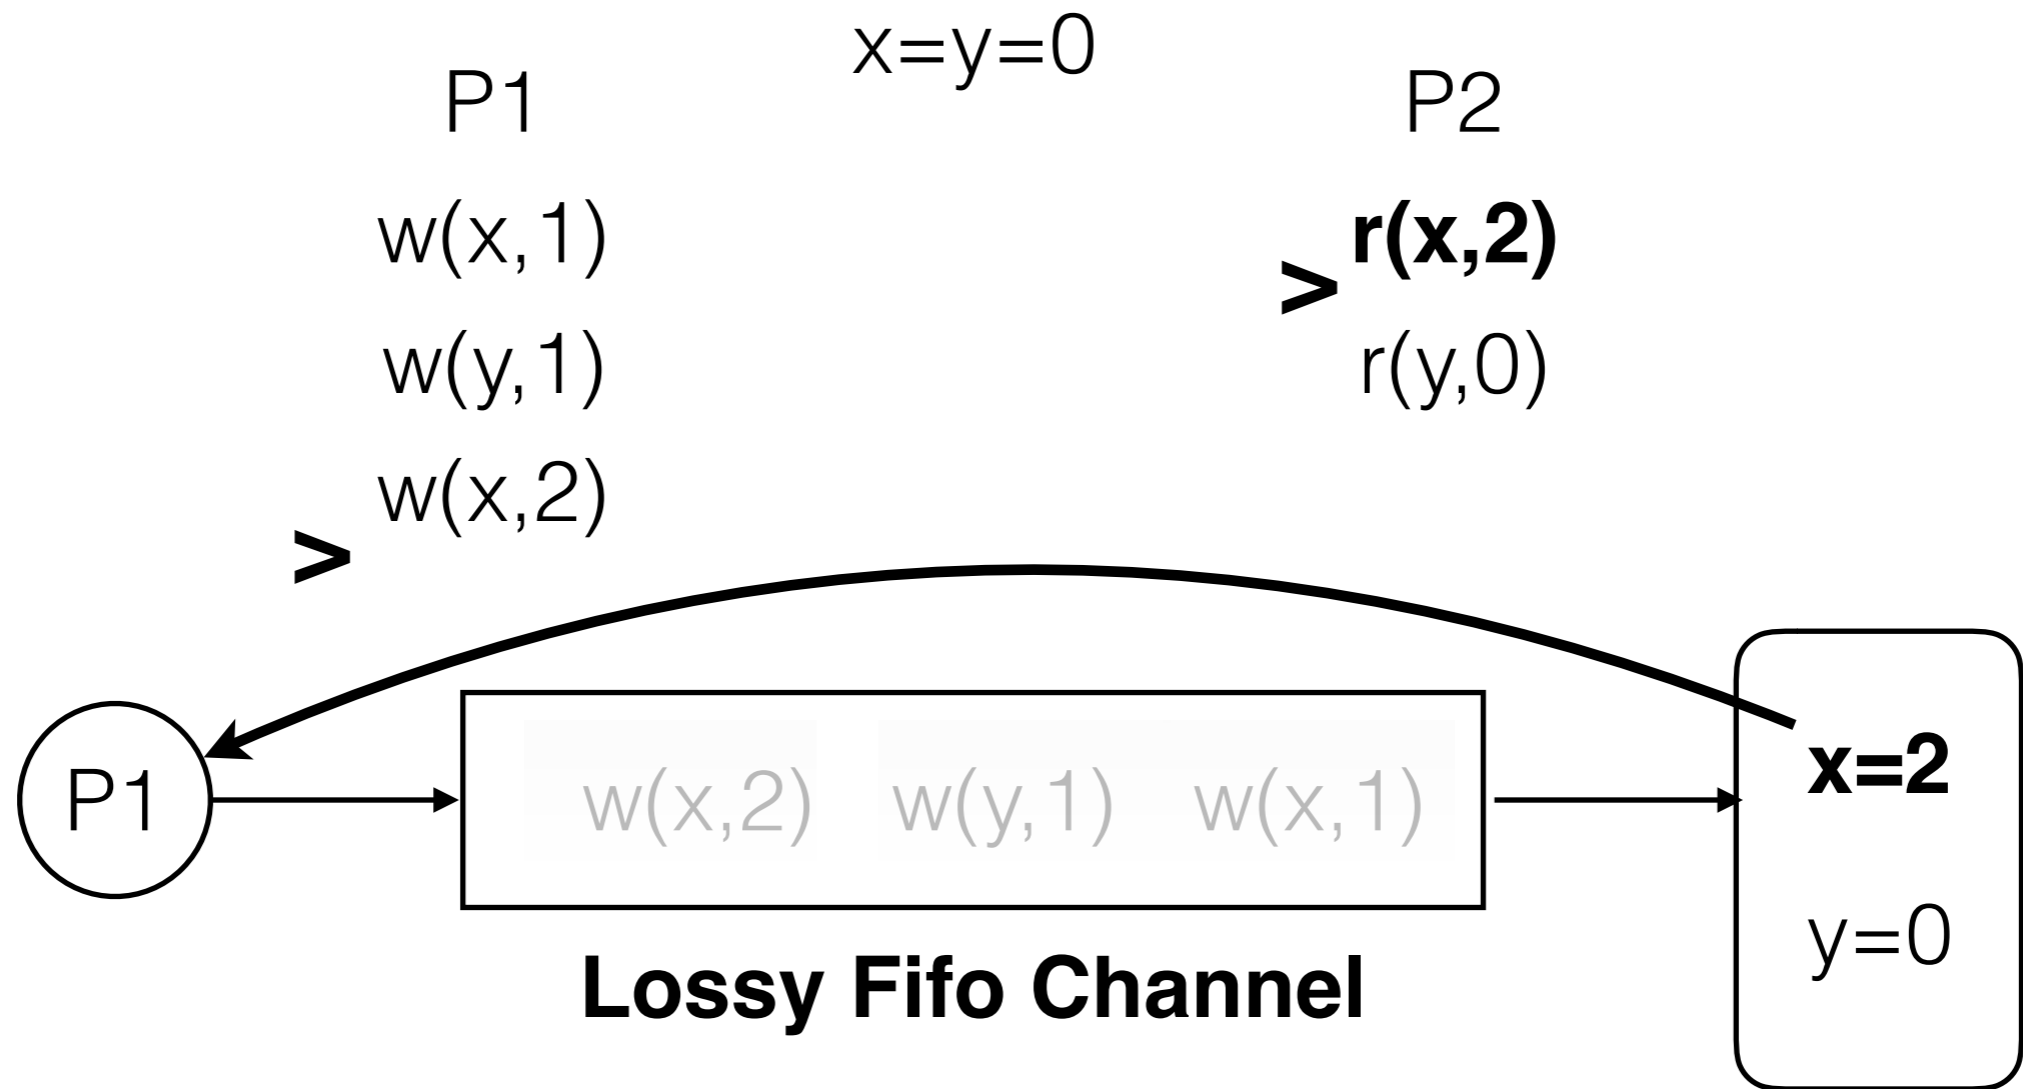 x=y=0
P1
P2
w(x,1)
r(x,2)
>
w(y,1)
r(y,0)
w(x,2)
>
P1
w(x,2) w(y,1) w(x,1)
x=2
y=0
Lossy Fifo Channel